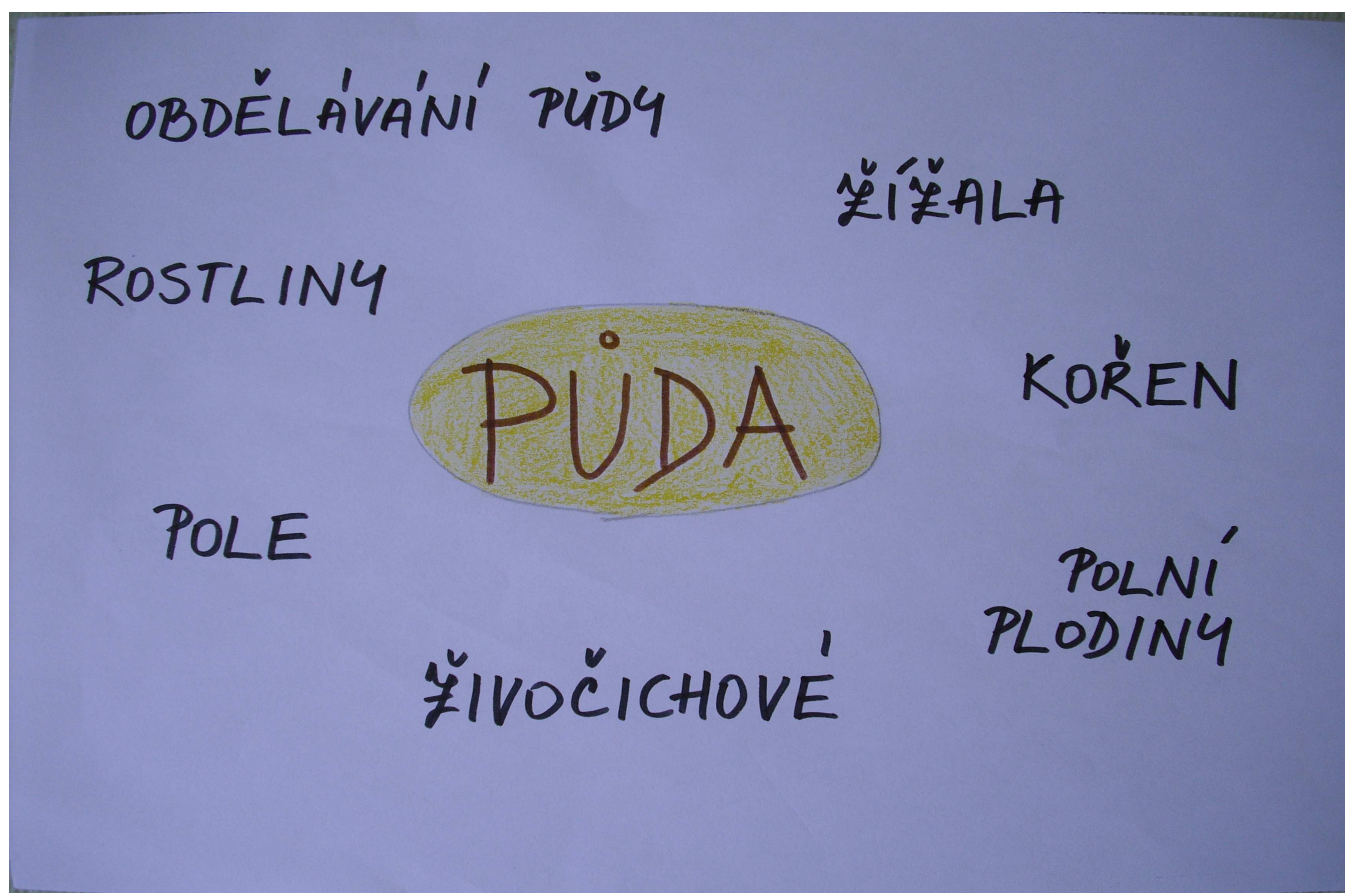 OBDĚLÁVÁNÍ PŮDY
ŽÍŽALA
ROSTLINY
PŮDA
KOŘEN
POLE
POLNÍ
PLODINY
ŽIVOČICHOVÉ